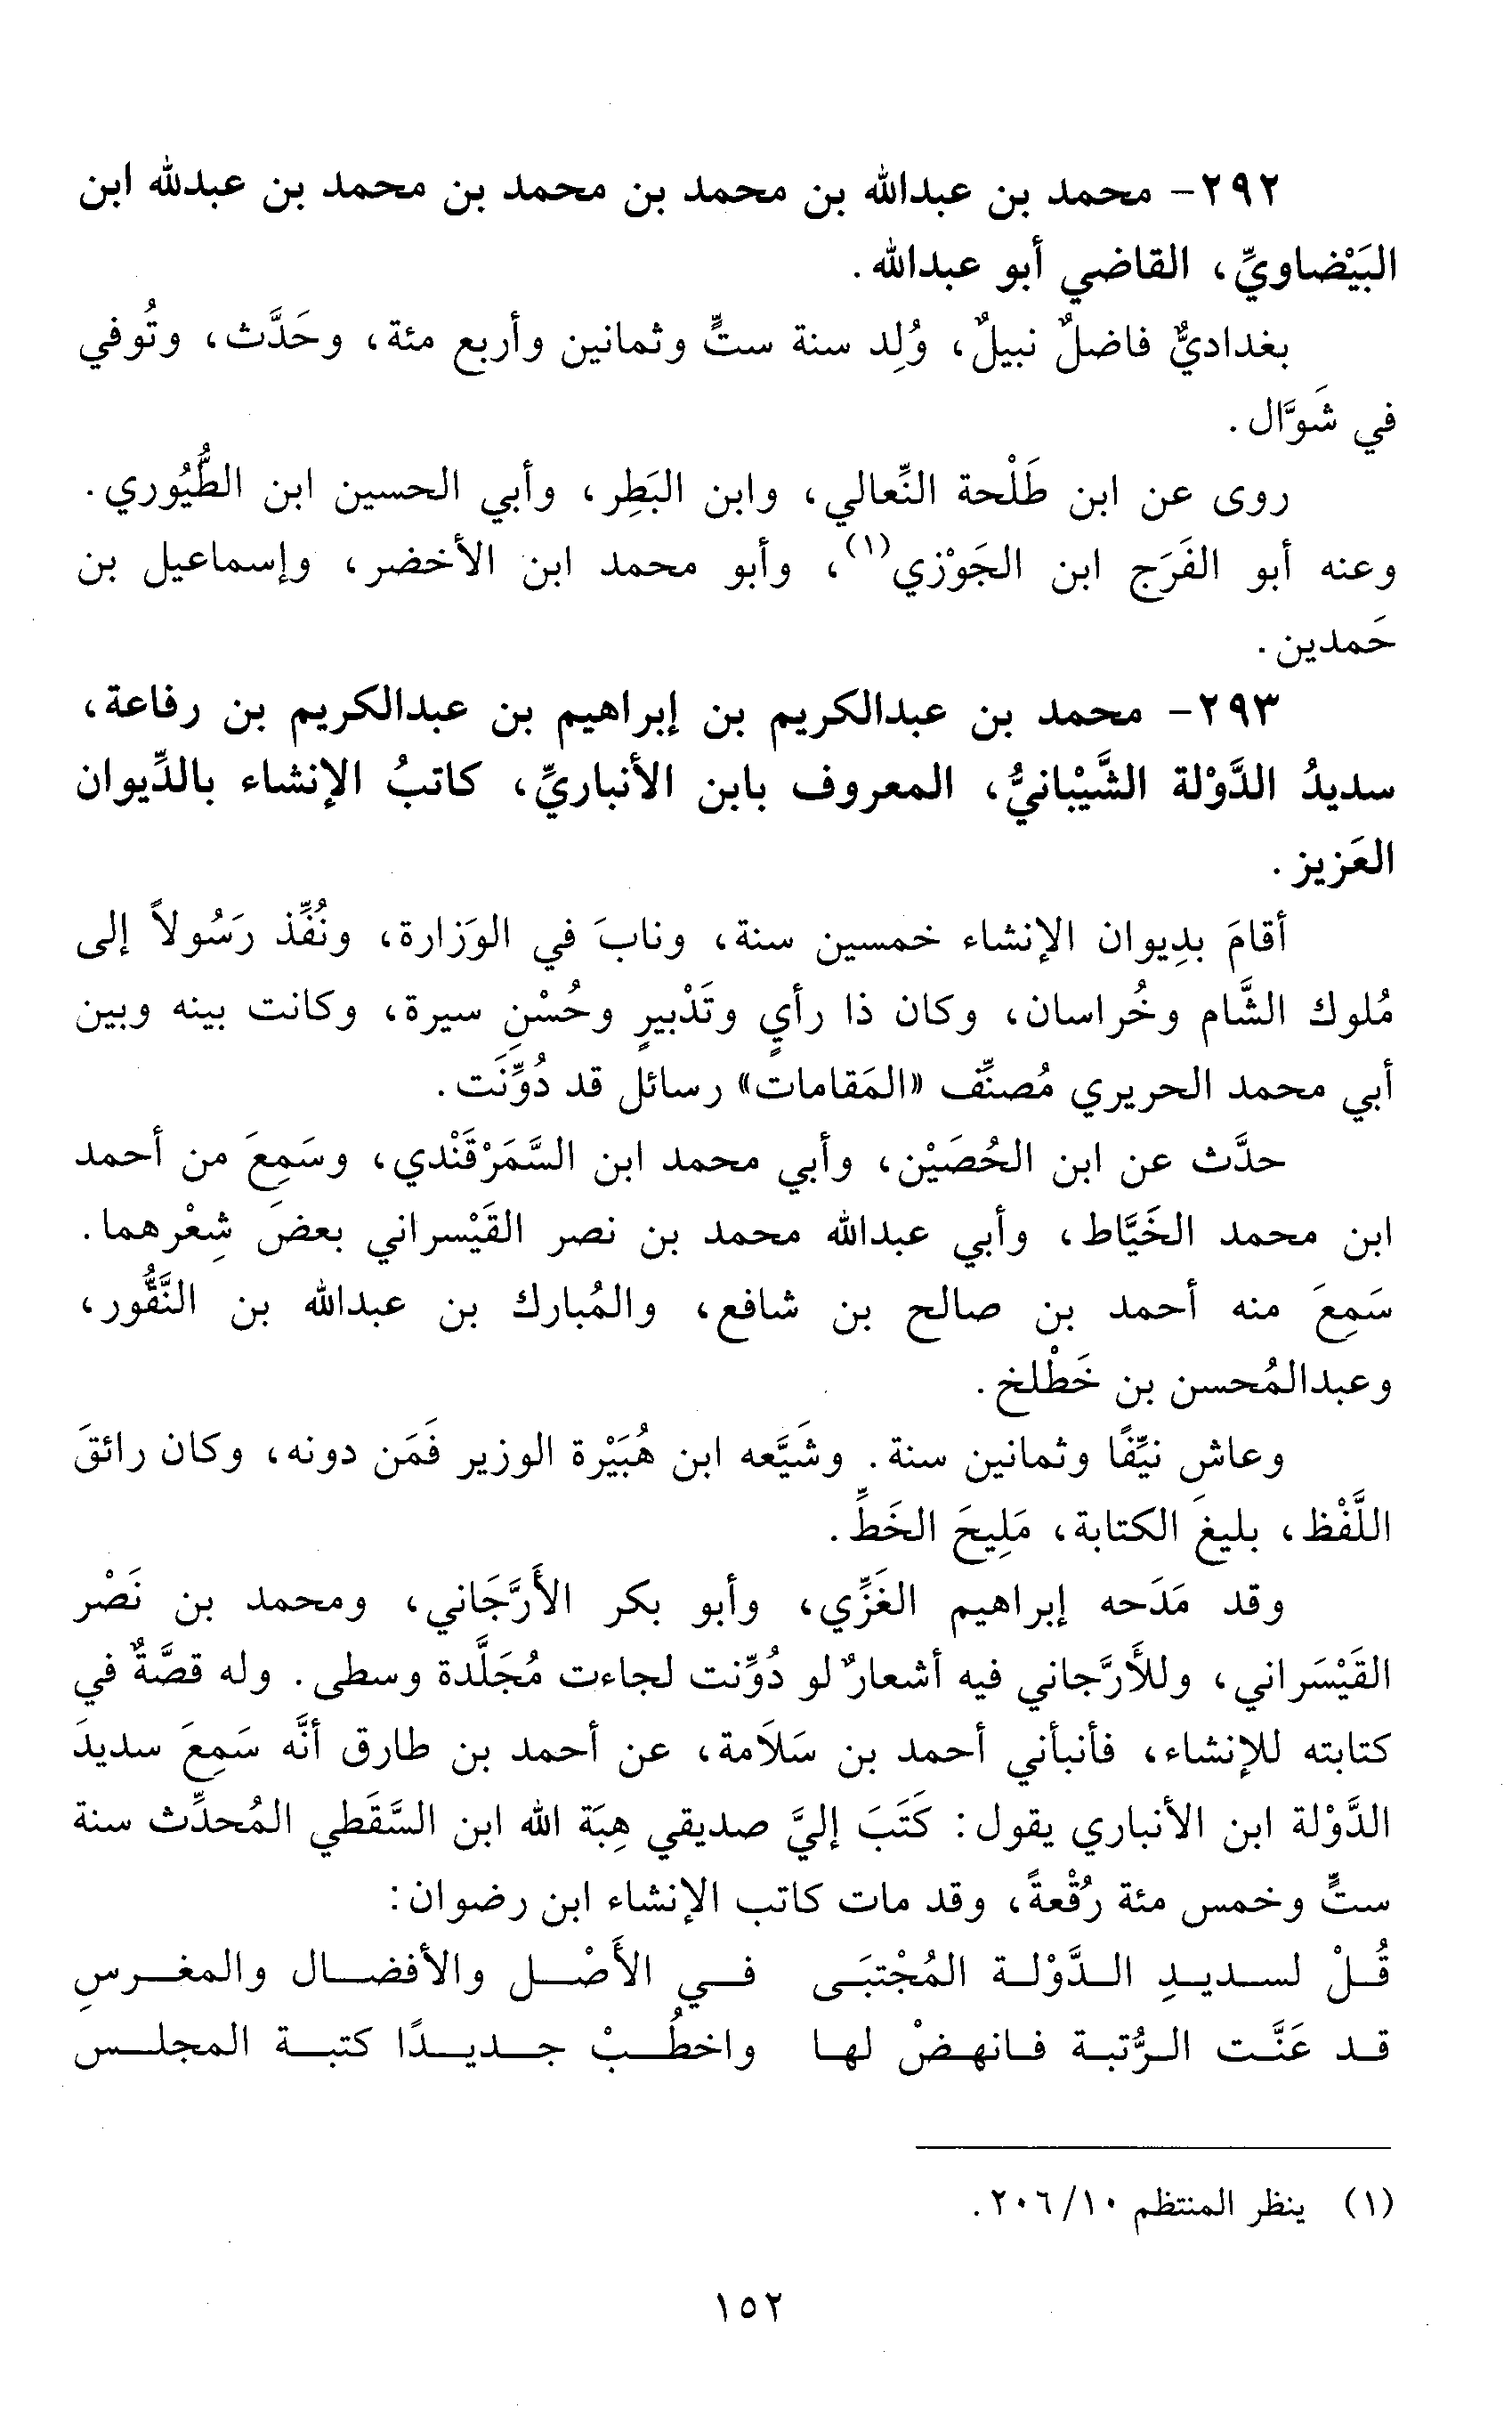 ٢٩٢- محمد بن عبدالله بن محمد بن محمد بن محمد بن عبدلله ابن
البَيْضاويِّ، القاضي أبو عبدالله.
بغداديٌّ فاضلٌ نبيلٌ، وُلِد سنة ستٍّ وثمانين وأربع مئة، وحَدَّث، وتُوفي
في شَوَّال.
روى عن ابن طَلْحة النِّعالي، وابن البَطِر، وأبي الحسين ابن الطُّيُوري.
وعنه أبو الفَرَج ابن الجَوْزي(١)، وأبو محمد ابن الأخضر، وإسماعيل بن
حَمدين.
٢٩٣- محمد بن عبدالكريم بن إبراهيم بن عبدالكريم بن رفاعة،
سديدُ الدَّوْلة الشَّيْبانيُّ، المعروف بابن الأنباريِّ، كاتبُ الإنشاء بالدِّيوان
العَزيز.
أقامَ بدِيوان الإنشاء خمسين سنة، ونابَ في الوَزارة، ونُفِّذ رَسُولاً إلى
مُلوك الشَّام وخُراسان، وكان ذا رأيٍ وتَدْبيرٍ وحُسْنِ سيرة، وكانت بينه وبين
أبي محمد الحريري مُصنِّف «المَقامات» رسائل قد دُوِّنَت.
حدَّث عن ابن الحُصَيْن، وأبي محمد ابن السَّمَرْقَنْدي، وسَمِعَ من أحمد
ابن محمد الخَيَّاط، وأبي عبدالله محمد بن نصر القَيْسراني بعضَ شِعْرهما.
سَمِعَ منه أحمد بن صالح بن شافع، والمُبارك بن عبدالله بن النَّقُّور،
وعبدالمُحسن بن خَطْلخ.
وعاش نيِّفًا وثمانين سنة. وشَيَّعه ابن هُبَيْرة الوزير فَمَن دونه، وكان رائقَ
اللَّفْظ، بليغَ الكتابة، مَلِيحَ الخَطِّ.
وقد مَدَحه إبراهيم الغَزِّي، وأبو بكر الأَرَّجَاني، ومحمد بن نَصْر
القَيْسَراني، وللأَرَّجاني فيه أشعارٌ لو دُوِّنت لجاءت مُجَلَّدة وسطى. وله قصَّةٌ في
كتابته للإنشاء، فأنبأني أحمد بن سَلاَمة، عن أحمد بن طارق أنَّه سَمِعَ سديدَ
الدَّوْلة ابن الأنباري يقول: كَتَبَ إليَّ صديقي هِبَة الله ابن السَّقَطي المُحدِّث سنة
ستٍّ وخمس مئة رُقْعةً، وقد مات كاتب الإنشاء ابن رضوان:
قُلْ لسديدِ الدَّوْلة المُجْتبَى في الأَصْل والأفضال والمغرسِ
قد عَنَّت الرُّتبة فانهضْ لها واخطُبْ جديدًا كتبة المجلس
(١) ينظر المنتظم ١٠/ ٢٠٦.
١٥٢